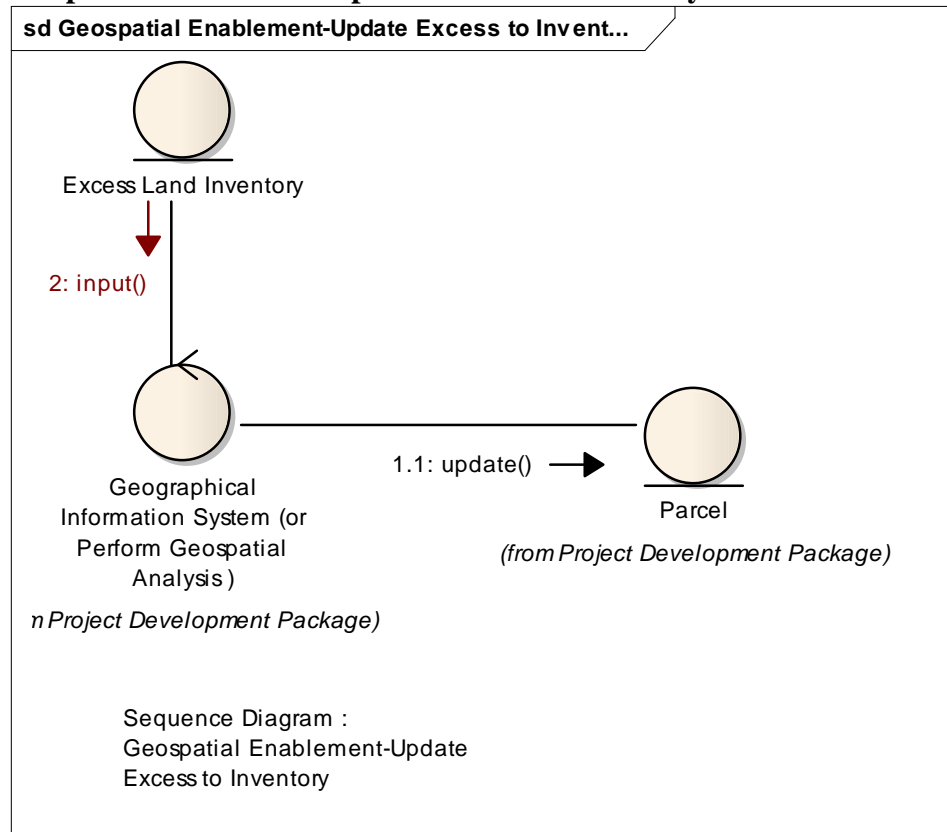 sd Geospatial Enablement-Update Excess to Invent...
Excess Land Inventory
2: input()
1.1: update()
Geographical
Information System (or
Perform Geospatial
Analysis)
Parcel
(from Project Development Package)
m Project Development Package)
Sequence Diagram :
Geospatial Enablement-Update
Excess to Inventory